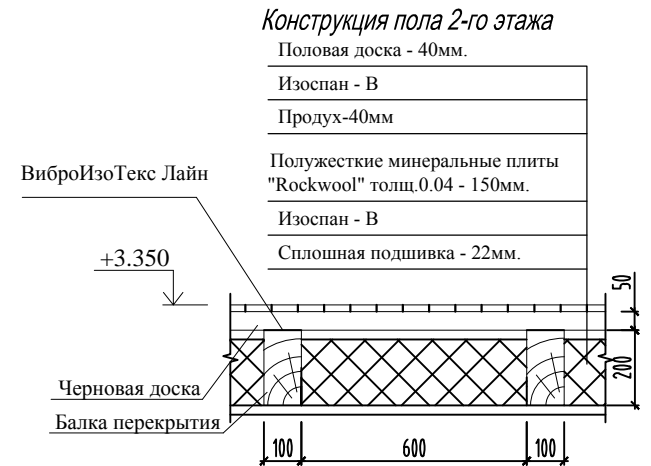 Конструкция пола 2-го этажа
Половая доска - 40мм.
Изоспан - В
Продух-40мм
Полужесткие минеральные плиты
"Rockwool" толщ.0.04 - 150мм.
Изоспан - В
Сплошная подшивка - 22мм.
ВиброИзоТекс Лайн
+3.350
50
200
Черновая доска
Балка перекрытия
100
600
100